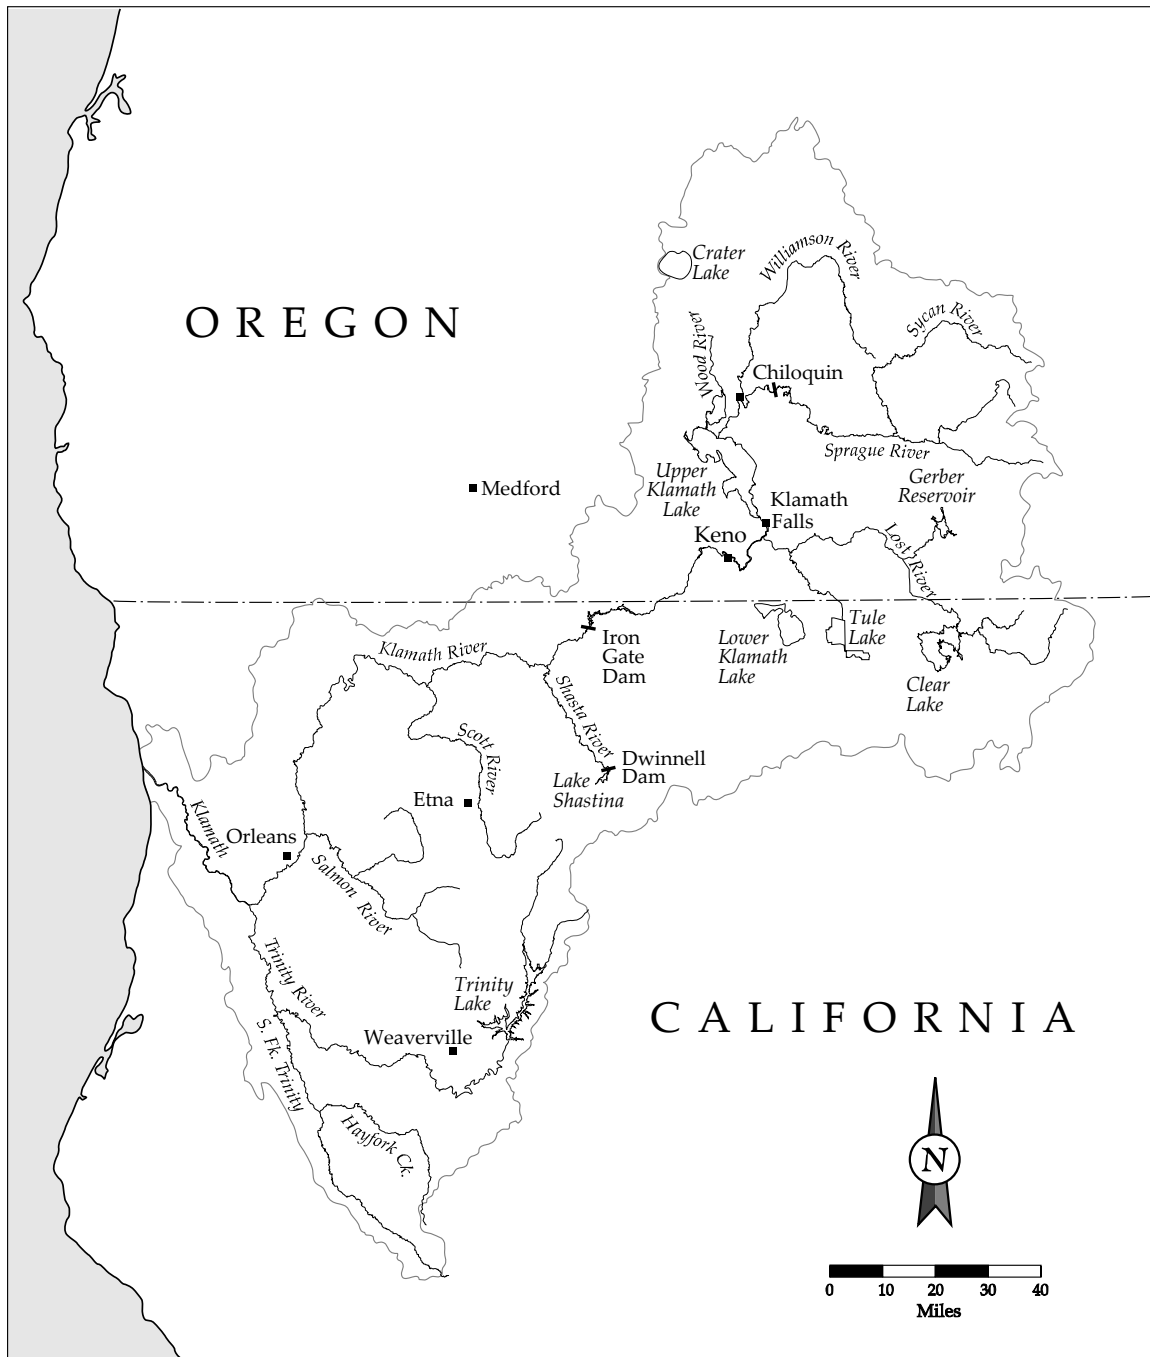 Crater
Lake
Williamson River
OREGON
Sycan River
Wood River
Chiloquin
Sprague River
Upper
Klamath
Lake
Gerber
Reservoir
Medford
Klamath
Falls
Keno
Lost River
Iron
Gate
Dam
Lower
Klamath
Lake
Tule
Lake
Clear
Lake
Klamath River
Shasta River
Scott
River
Dwinnell
Dam
Lake
Shastina
Etna
Klamath
Orleans
Salmon River
Trinity River
Trinity
Lake
CALIFORNIA
Weaverville
S. Fk. Trinity
Hayfork Ck.
N
0 10 20 30 40
Miles